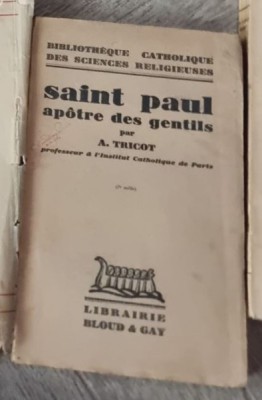 BIBLIOTHÈQUE CATHOLIQUE
DES SCIENCES RELIGIEUSES
saint paul
apôtre des gentils
par
A. TRICOT
professeur à l'Institut Catholique de Paris
LIBRAIRIE
BLOUD & GAY